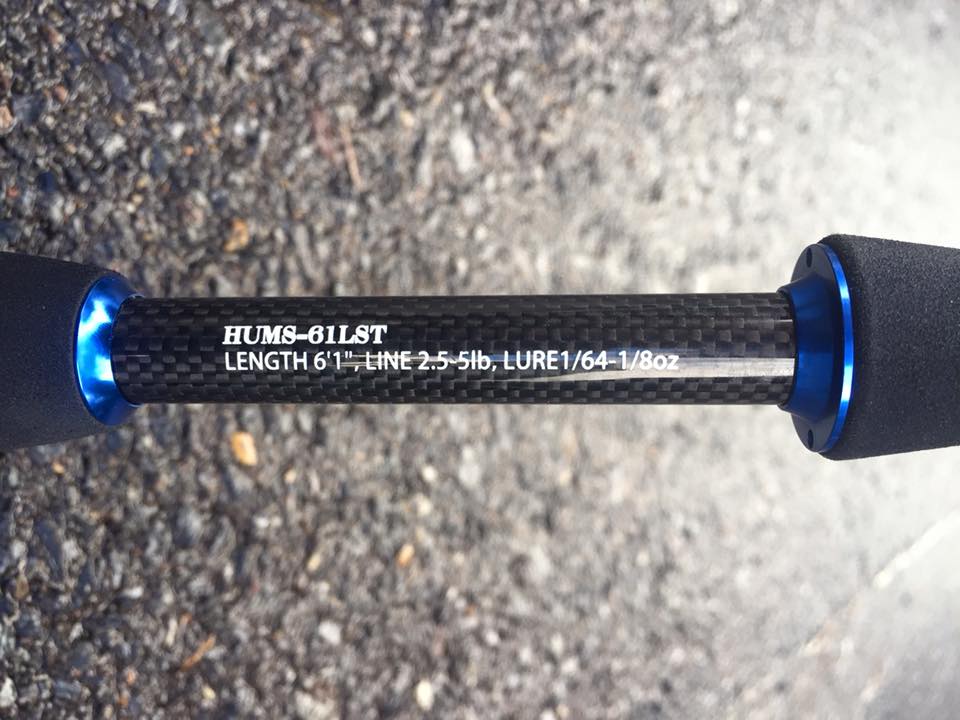 HUMS-61LST
LENGTH 6'1", LINE 2.5-5lb, LURE1/64-1/8oz